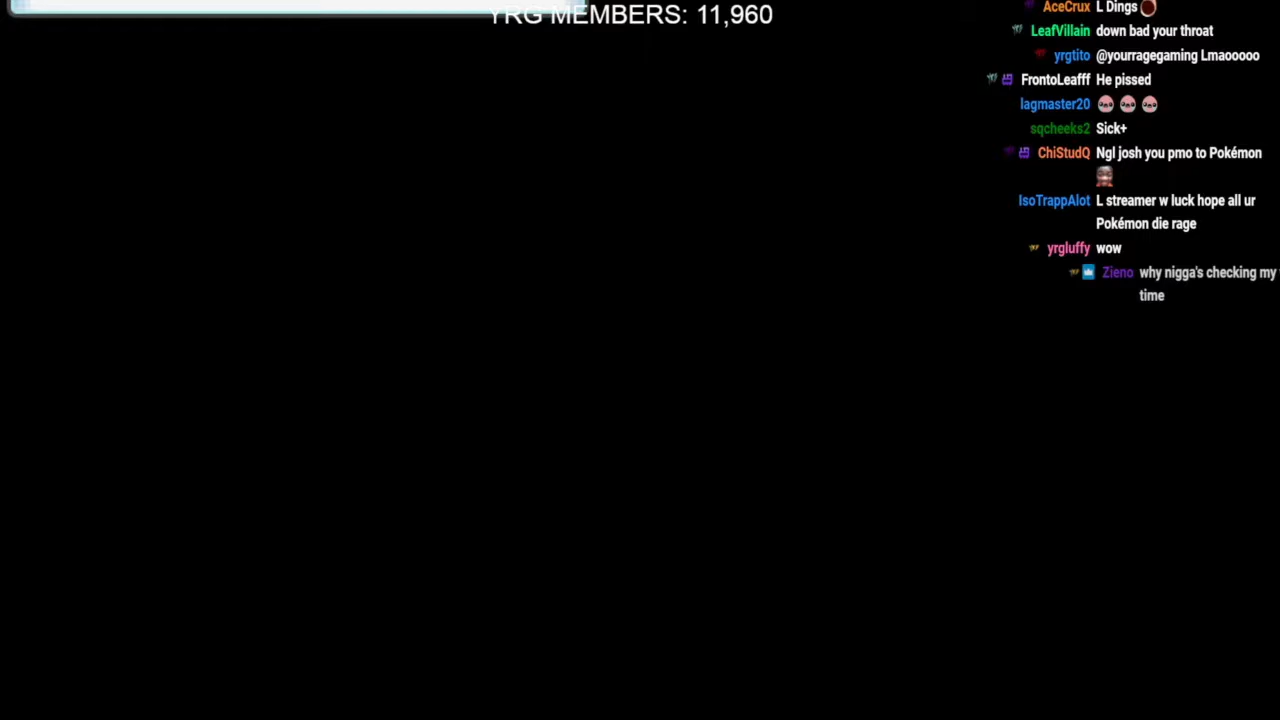 YRG MEMBERS: 11,960
AceCrux L Dings
LeafVillain down bad your throat
yrgtito @yourragegaming Lmaooooo
FrontoLeafff He pissed
lagmaster20
sqcheeks2 Sick+
ChiStudQ Ngl josh you pmo to Pokémon
IsoTrappAlot L streamer w luck hope all ur
Pokémon die rage
yrgluffy wow
Zieno why nigga's checking my
time